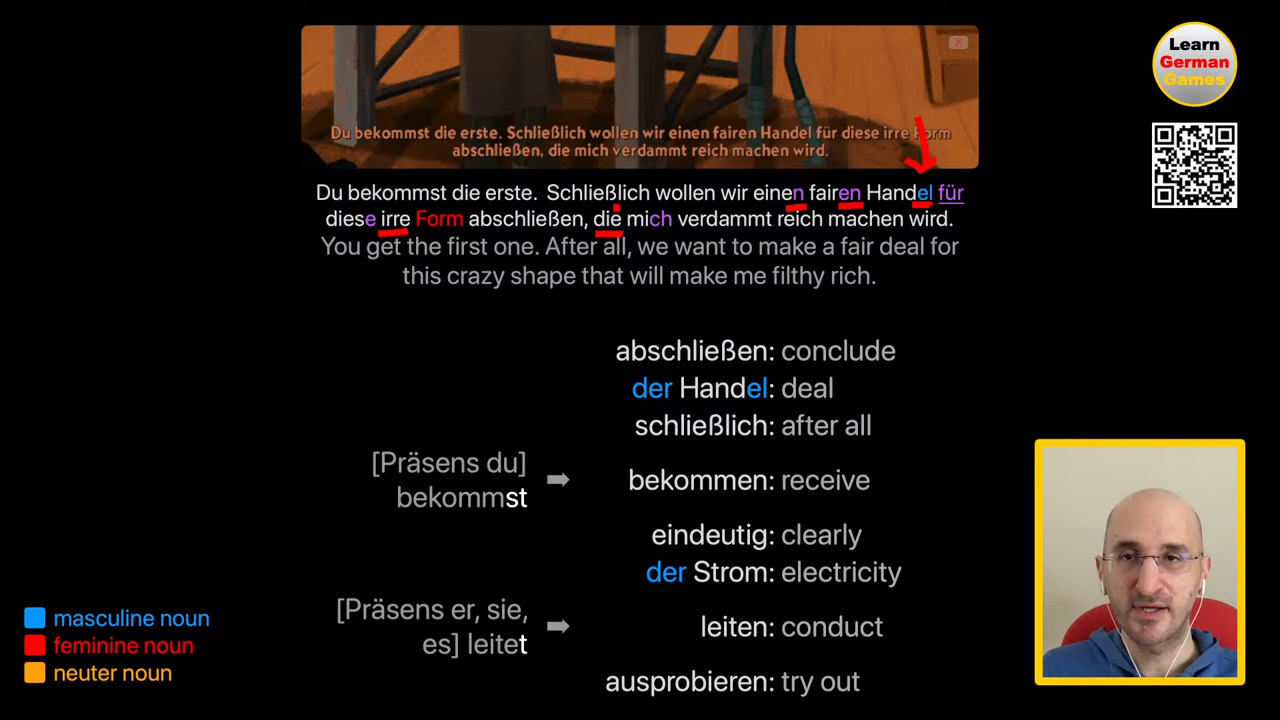 Learn
German
Games
Du bekommst die erste. Schließlich wollen wir einen fairen Handel für diese irre Form
abschließen, die mich verdammt reich machen wird.
Du bekommst die erste. Schließlich wollen wir einen fairen Handel für
diese irre Form abschließen, die mich verdammt reich machen wird.
You get the first one. After all, we want to make a fair deal for
this crazy shape that will make me filthy rich.
abschließen: conclude
der Handel: deal
schließlich: after all
[Präsens du]
bekommst
➡ bekommen: receive
eindeutig: clearly
der Strom: electricity
[Präsens er, sie,
es] leitet
➡ leiten: conduct
ausprobieren: try out
masculine noun
feminine noun
neuter noun